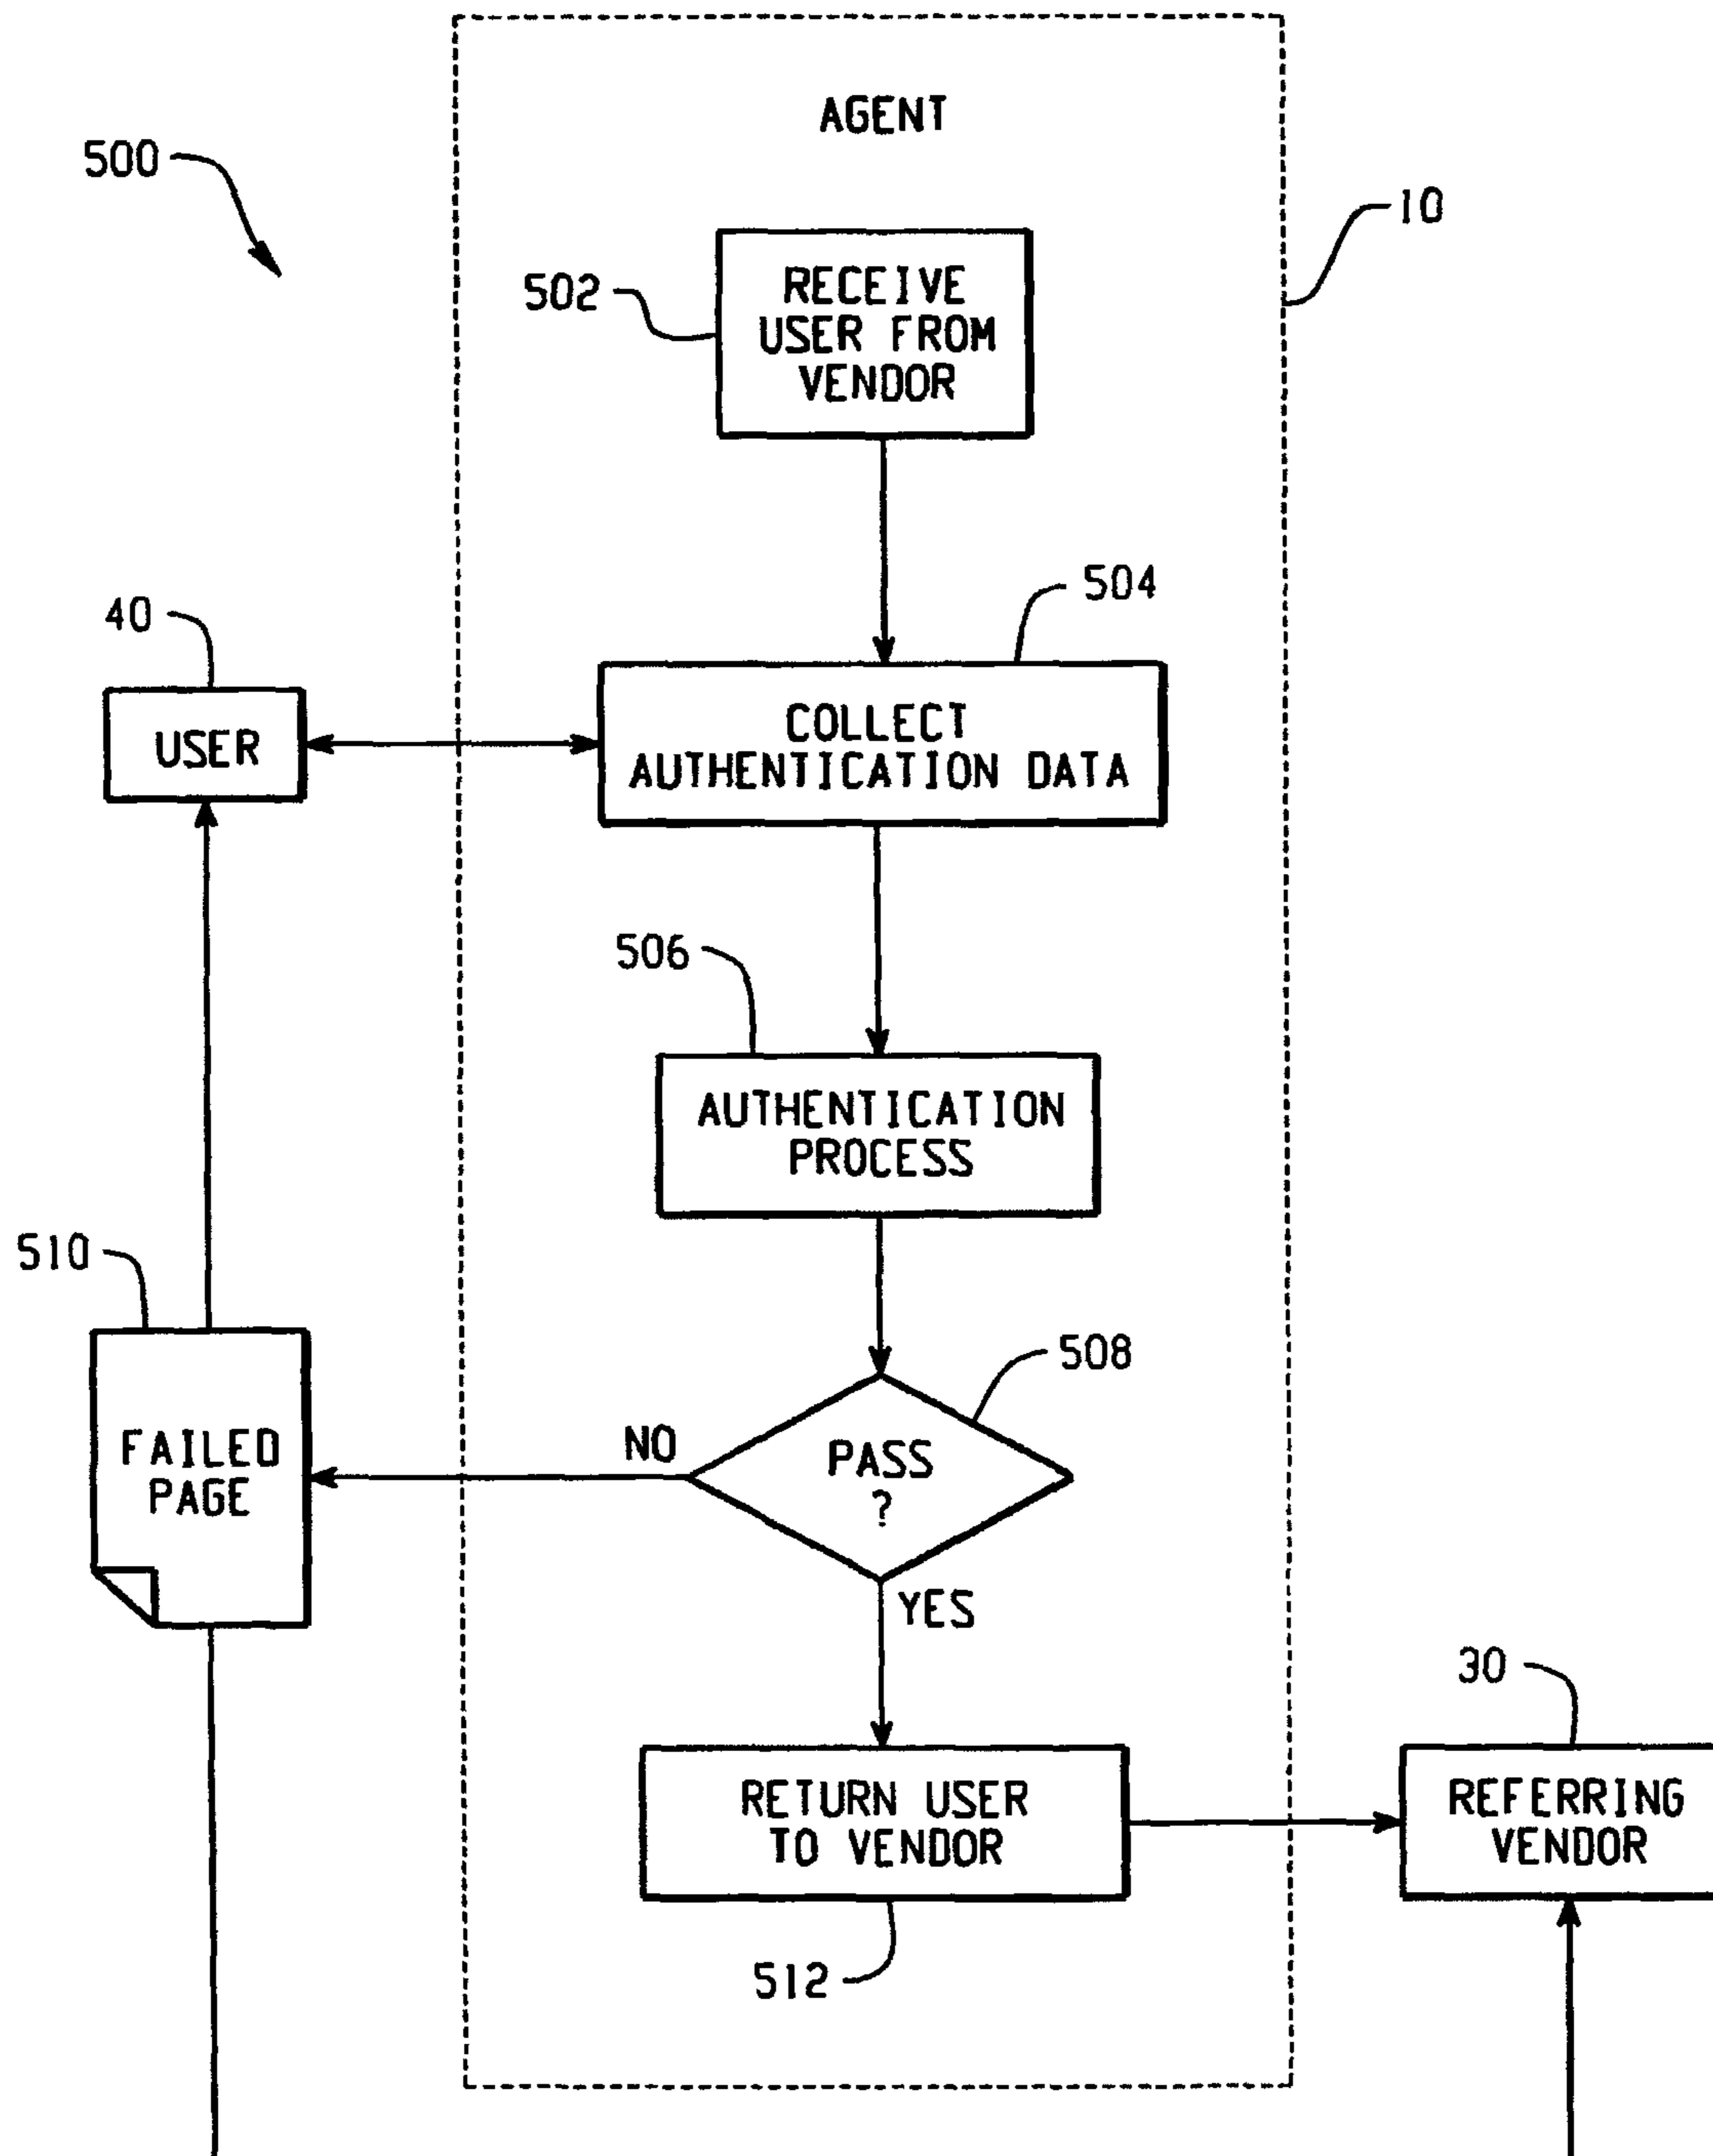 AGENT
500
10
502
RECEIVE
USER FROM
VENDOR
504
40
USER
COLLECT
AUTHENTICATION DATA
506
AUTHENTICATION
PROCESS
510
508
FAILED
PAGE
NO
PASS
?
YES
30
RETURN USER
TO VENDOR
REFERRING
VENDOR
512